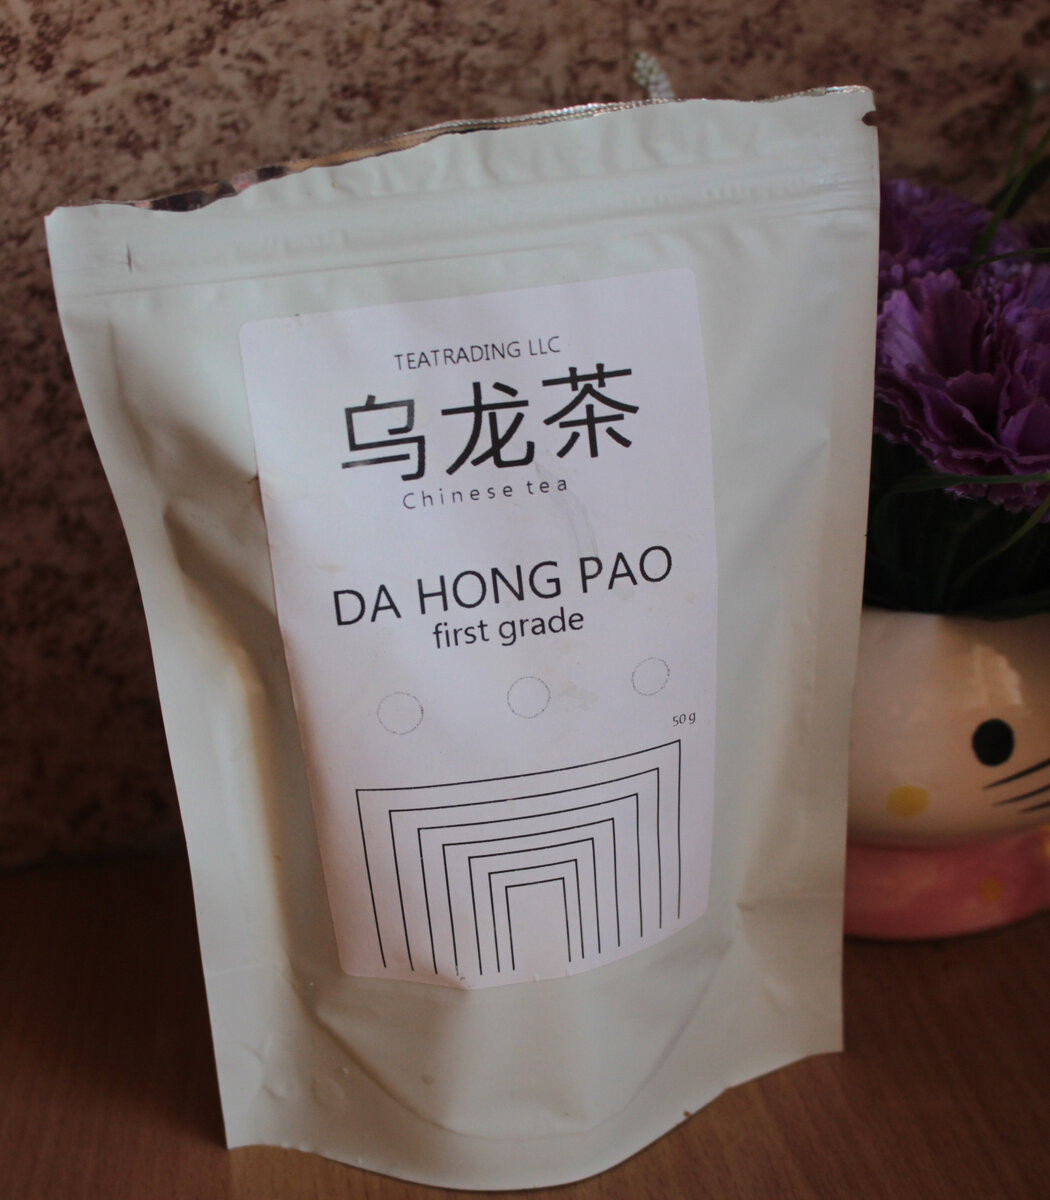 TEATRADING LLC
乌龙茶
Chinese tea
DA HONG PAO
first grade
50 g